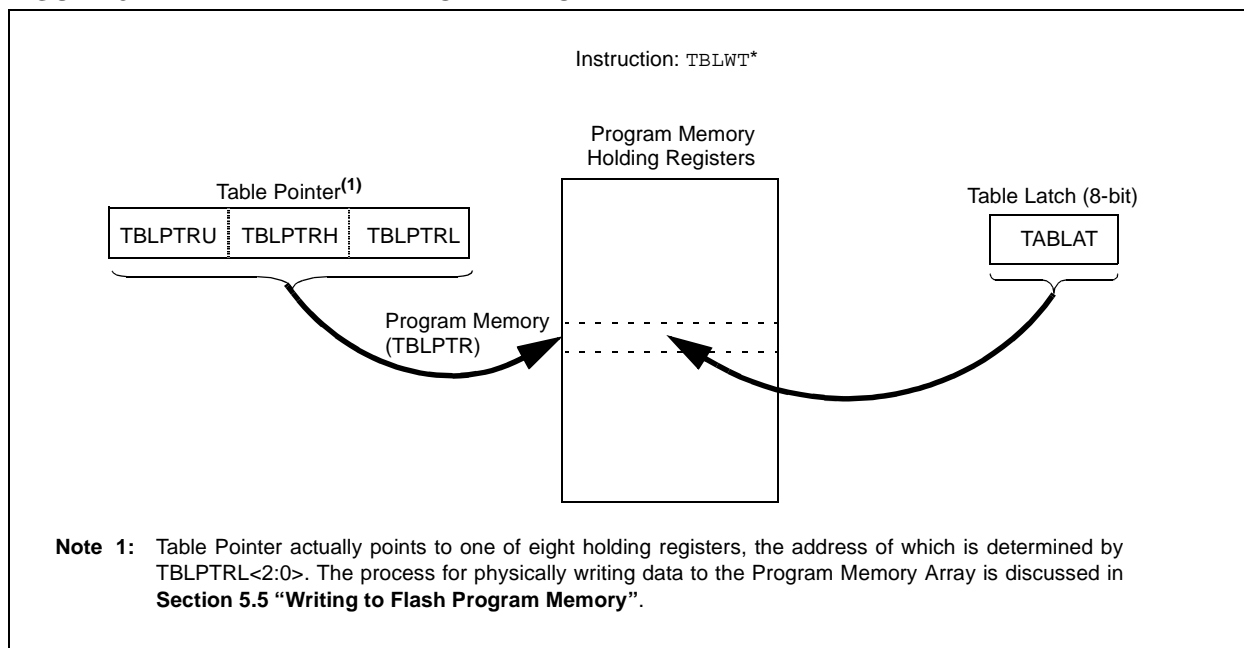 Instruction: TBLWT*
Program Memory
Holding Registers
Table Pointer(1)
Table Latch (8-bit)
TBLPTRU TBLPTRH TBLPTRL
TABLAT
Program Memory
(TBLPTR)
Note 1: Table Pointer actually points to one of eight holding registers, the address of which is determined by
TBLPTRL<2:0>. The process for physically writing data to the Program Memory Array is discussed in
Section 5.5 “Writing to Flash Program Memory”.